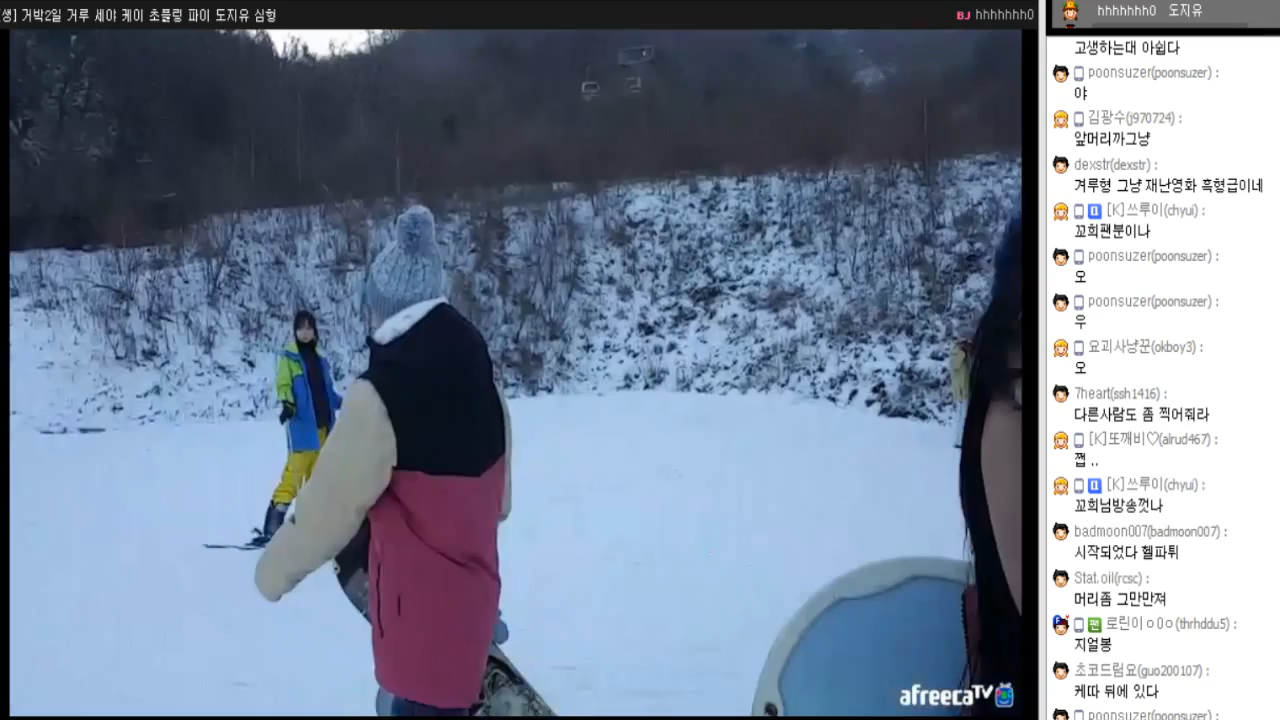 생] 거박2일 거루 세야 케이 초플링 파이 도지유 심형
BJ hhhhhhh0
hhhhhhh0 도지유
고생하는대 아쉽다
poonsuzer(poonsuzer) :
야
김광수(j970724) :
앞머리까그냥
dexstr(dexstr) :
겨루형 그냥 재난영화 흑형급이네
[K]쓰루이(chyui) :
꼬희팬분이나
poonsuzer(poonsuzer) :
오
poonsuzer(poonsuzer) :
우
요괴사냥꾼(okboy3) :
오
7heart(ssh1416) :
다른사람도 좀 찍어줘라
[K]또깨비♡(alrud467) :
쩝 ..
[K]쓰루이(chyui) :
꼬희님방송껏나
badmoon007(badmoon007) :
시작되었다 헬파튀
Stat.oil(rcsc) :
머리좀 그만만져
팬 로린이ㅇ0ㅇ(thrhddu5) :
지얼봉
초코드림요(guo200107) :
케따 뒤에 있다
poonsuzer(poonsuzer) :
afreecaTV